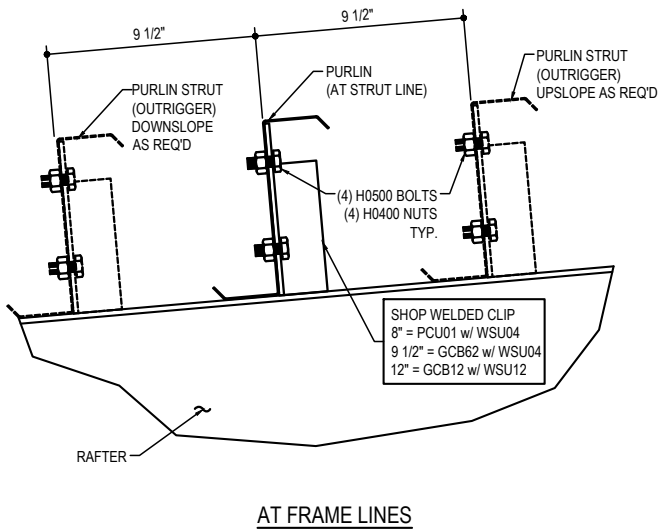 9 1/2"
9 1/2"
PURLIN STRUT
(OUTRIGGER)
DOWNSLOPE
AS REQ'D
PURLIN
(AT STRUT LINE)
PURLIN STRUT
(OUTRIGGER)
UPSLOPE AS REQ'D
(4) H0500 BOLTS
(4) H0400 NUTS
TYP.
SHOP WELDED CLIP
8" = PCU01 w/ WSU04
9 1/2" = GCB62 w/ WSU04
12" = GCB12 w/ WSU12
RAFTER
AT FRAME LINES